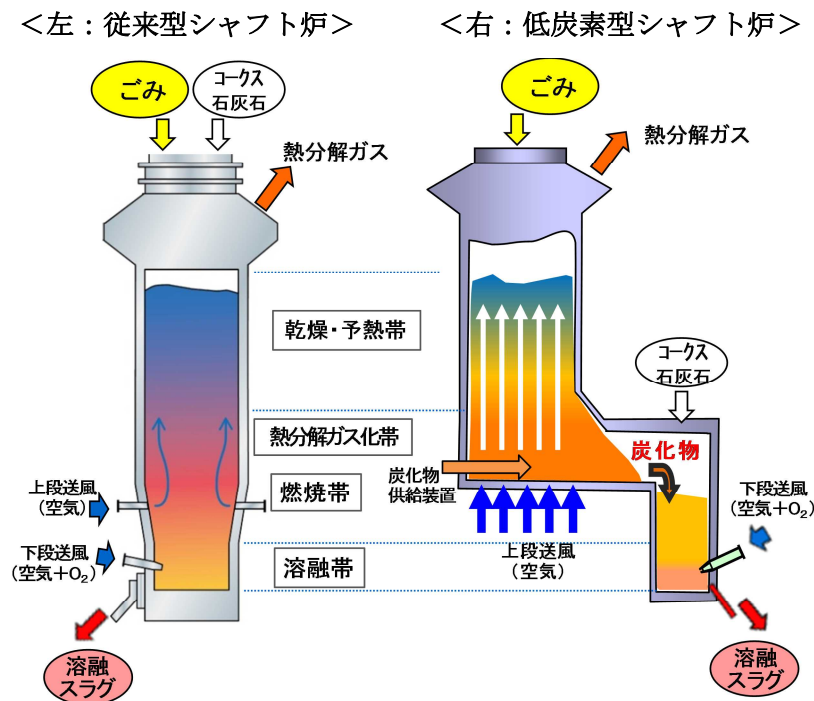 <左:従来型シャフト炉>
<右:低炭素型シャフト炉>
ごみ
コークス
石灰石
熱分解ガス
ごみ
熱分解ガス
乾燥・予熱帯
コークス
石灰石
熱分解ガス化帯
炭化物
炭化物
供給装置
上段送風
(空気)
燃焼帯
下段送風
(空気+O₂)
上段送風
(空気)
下段送風
(空気+O₂)
溶融帯
溶融
スラグ
溶融
スラグ